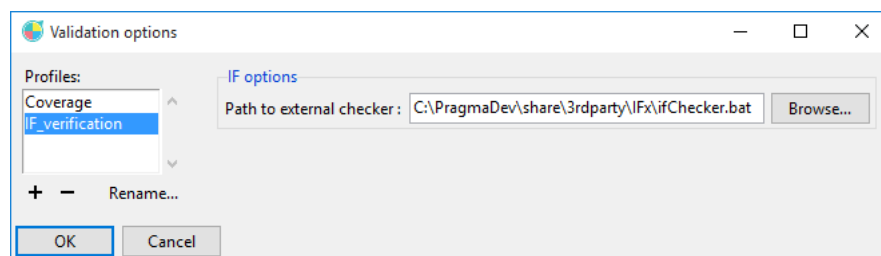 Validation options
Profiles:
Coverage
IF_verification
+ − Rename...
IF options
Path to external checker : C:\PragmaDev\share\3rdparty\IFx\ifChecker.bat Browse...
OK Cancel